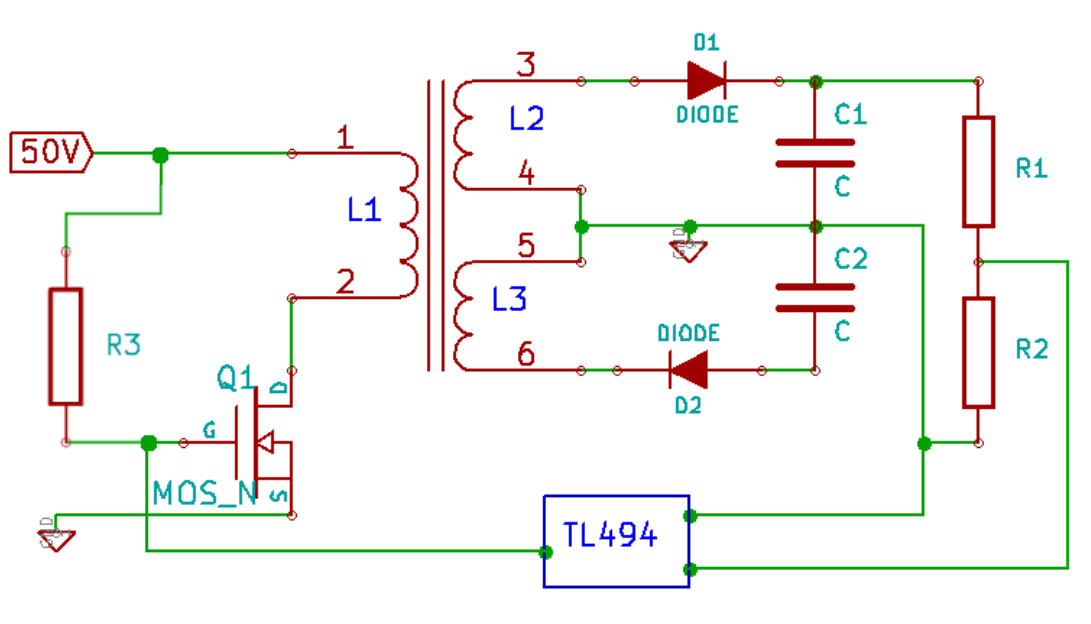 D1
3
DIODE
L2
C1
50V
1
C
R1
4
L1
GND
5
C2
2
L3
DIODE
C
R3
6
R2
Q1
D
D2
G
MOS_N
S
GND
TL494